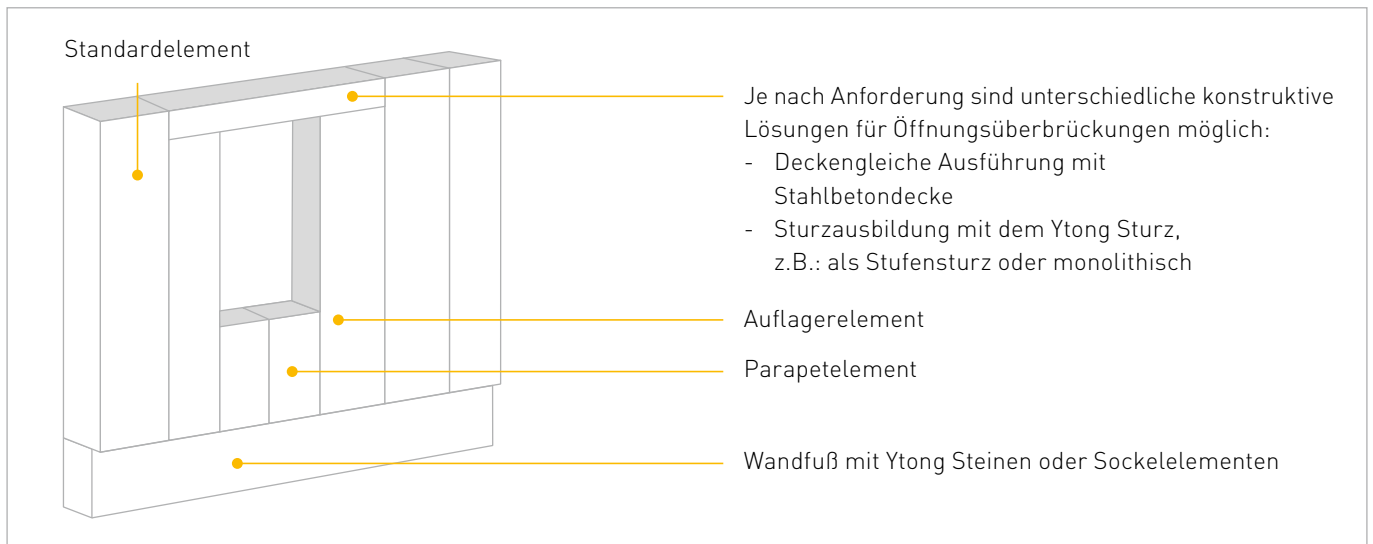 Standardelement
Je nach Anforderung sind unterschiedliche konstruktive
Lösungen für Öffnungsüberbrückungen möglich:
- Deckengleiche Ausführung mit
Stahlbetondecke
- Sturzausbildung mit dem Ytong Sturz,
z.B.: als Stufensturz oder monolithisch
Auflagerelement
Parapetelement
Wandfuß mit Ytong Steinen oder Sockelelementen